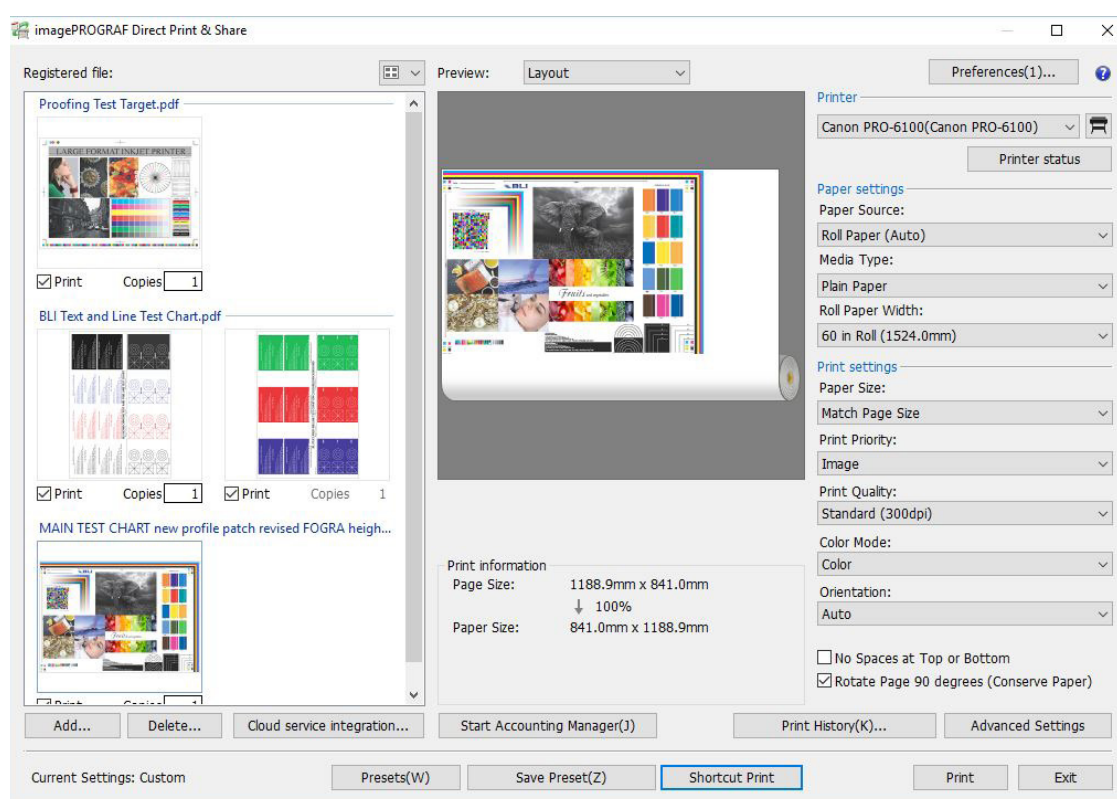 imagePROGRAF Direct Print & Share
Registered file:
Preview: Layout
Preferences(1)...
Proofing Test Target.pdf
LARGE FORMAT INKJET PRINTER
Print Copies 1
BLI Text and Line Test Chart.pdf
Print Copies 1
Print Copies 1
MAIN TEST CHART new profile patch revised FOGRA heigh...
BLI
Fruits and vegetables
Print information
Page Size: 1188.9mm x 841.0mm
↓ 100%
Paper Size: 841.0mm x 1188.9mm
Printer
Canon PRO-6100(Canon PRO-6100)
Printer status
Paper settings
Paper Source:
Roll Paper (Auto)
Media Type:
Plain Paper
Roll Paper Width:
60 in Roll (1524.0mm)
Print settings
Paper Size:
Match Page Size
Print Priority:
Image
Print Quality:
Standard (300dpi)
Color Mode:
Color
Orientation:
Auto
No Spaces at Top or Bottom
Rotate Page 90 degrees (Conserve Paper)
Add... Delete... Cloud service integration... Start Accounting Manager(J) Print History(K)... Advanced Settings
Current Settings: Custom Presets(W) Save Preset(Z) Shortcut Print Print Exit